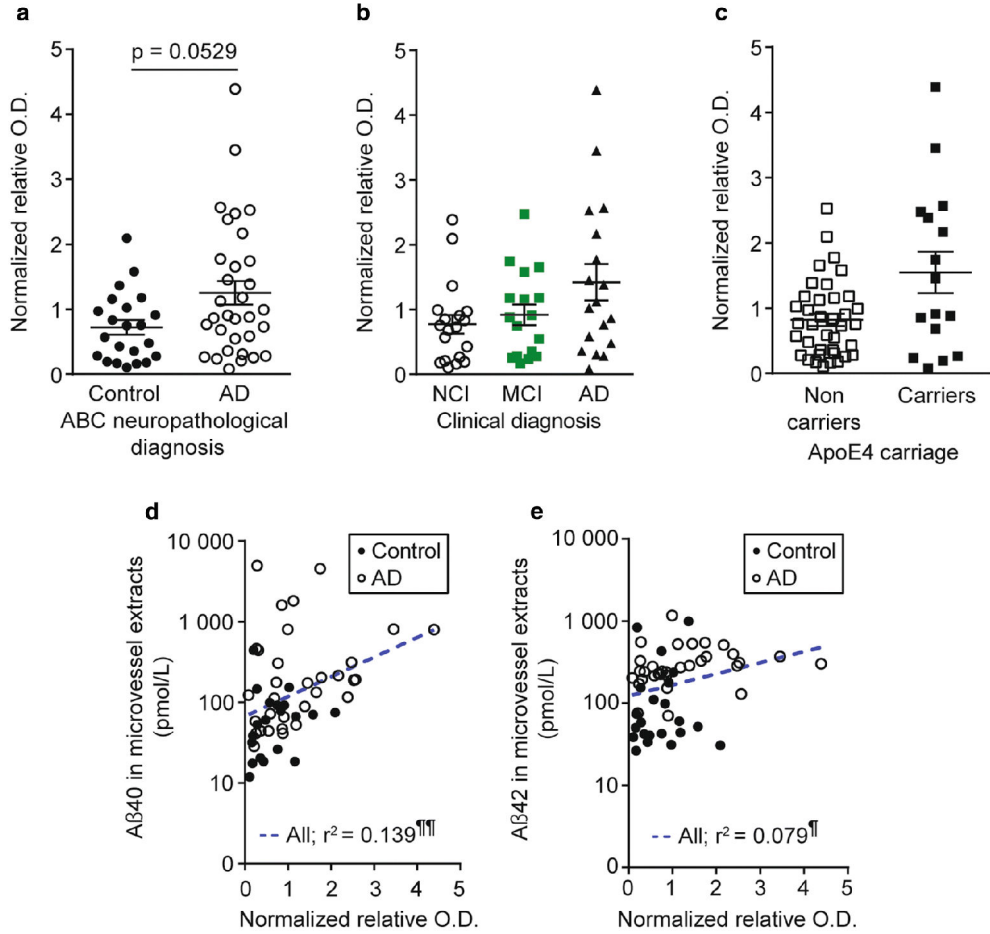 a
p = 0.0529
Normalized relative O.D.
5
4
3
2
1
0
Control AD
ABC neuropathological
diagnosis
b
Normalized relative O.D.
5
4
3
2
1
0
NCI MCI AD
Clinical diagnosis
c
Normalized relative O.D.
5
4
3
2
1
0
Non
carriers
Carriers
ApoE4 carriage
d
Aß40 in microvessel extracts
(pmol/L)
10 000
1 000
100
10
0
Control
AD
All; r² = 0.139¶¶
0 1 2 3 4 5
Normalized relative O.D.
e
Aß42 in microvessel extracts
(pmol/L)
10 000
1 000
100
10
0
Control
AD
All; r² = 0.079¶
0 1 2 3 4 5
Normalized relative O.D.